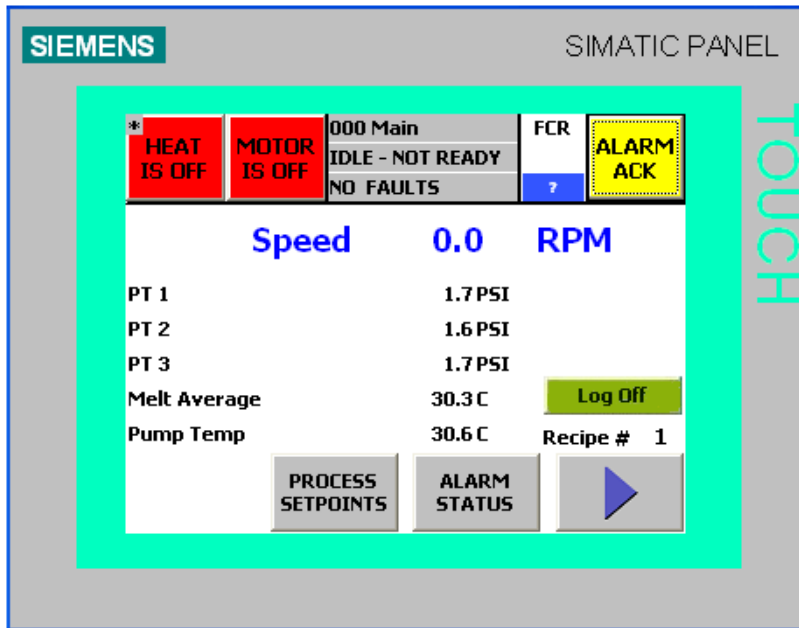 SIEMENS
SIMATIC PANEL
TOUCH
*
HEAT
IS OFF
MOTOR
IS OFF
000 Main
IDLE - NOT READY
NO FAULTS
FCR
?
ALARM
ACK
Speed 0.0 RPM
PT 1 1.7 PSI
PT 2 1.6 PSI
PT 3 1.7 PSI
Melt Average 30.3 C
Log Off
Pump Temp 30.6 C
Recipe # 1
PROCESS
SETPOINTS
ALARM
STATUS